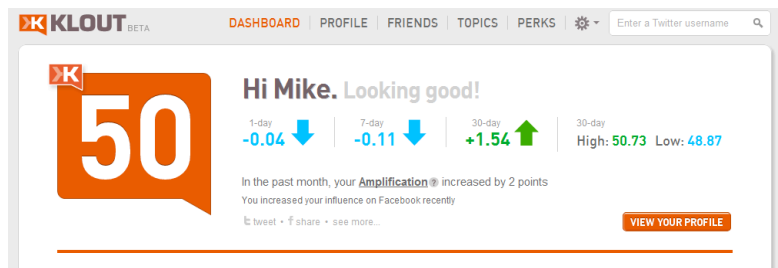 KLOUT BETA
DASHBOARD PROFILE FRIENDS TOPICS PERKS Enter a Twitter username
50
Hi Mike. Looking good!
1-day 7-day 30-day 30-day
-0.04 -0.11 +1.54 High: 50.73 Low: 48.87
In the past month, your Amplification increased by 2 points
You increased your influence on Facebook recently
tweet • share • see more...
VIEW YOUR PROFILE